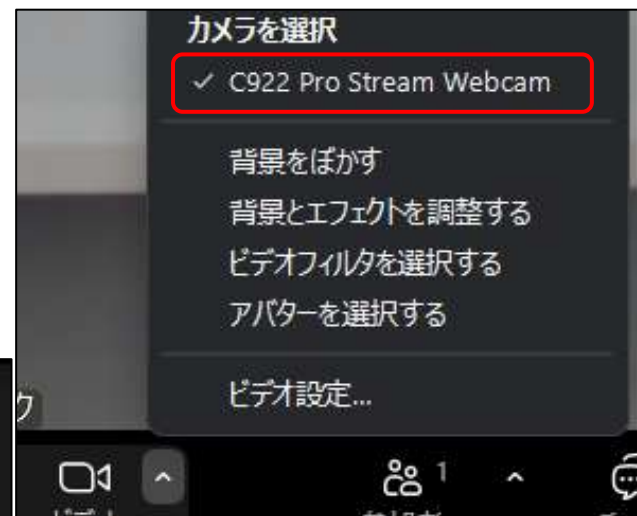 カメラを選択
C922 Pro Stream Webcam
背景をぼかす
背景とエフェクトを調整する
ビデオフィルタを選択する
アバターを選択する
ビデオ設定...
ク
1